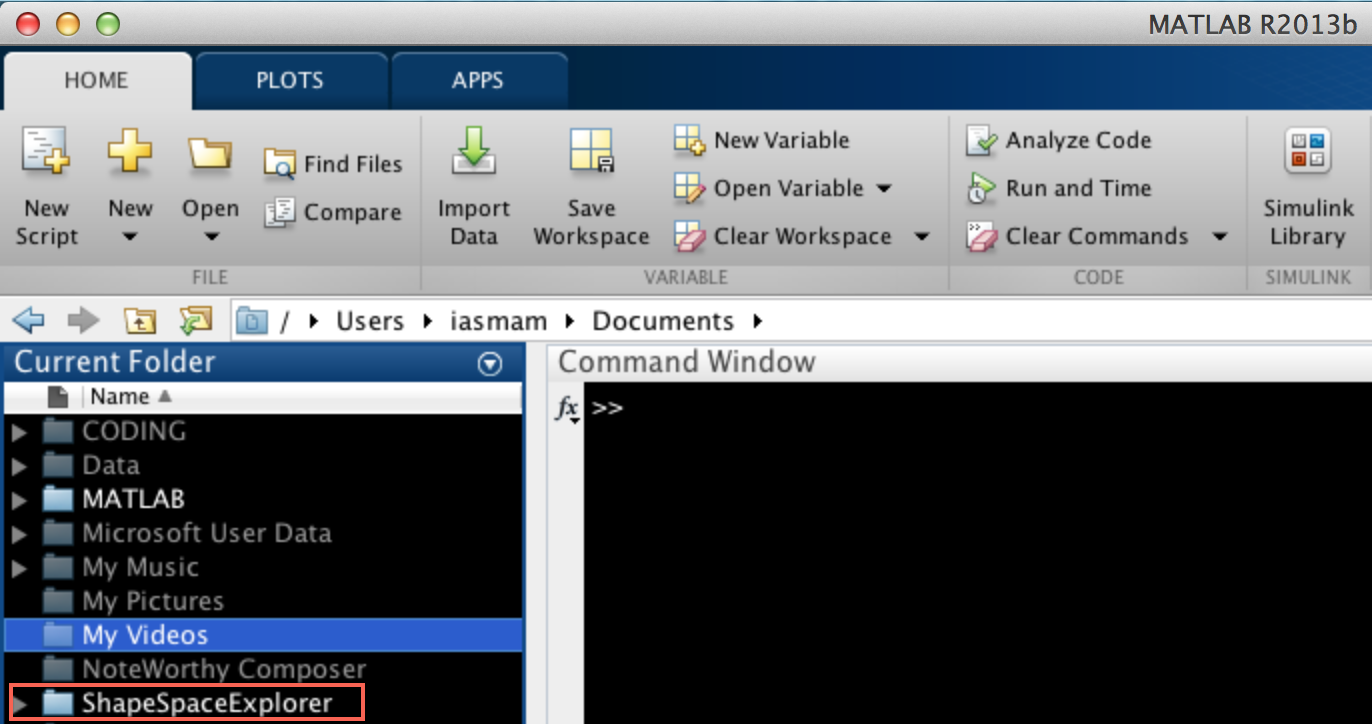 MATLAB R2013b
HOME PLOTS APPS
New Script
New
Open
Find Files
Compare
FILE
Import Data
Save Workspace
New Variable
Open Variable
Clear Workspace
VARIABLE
Analyze Code
Run and Time
Clear Commands
CODE
Simulink Library
SIMULINK
/ Users iasmam Documents
Current Folder
Name
CODING
Data
MATLAB
Microsoft User Data
My Music
My Pictures
My Videos
NoteWorthy Composer
ShapeSpaceExplorer
Command Window
fx >>